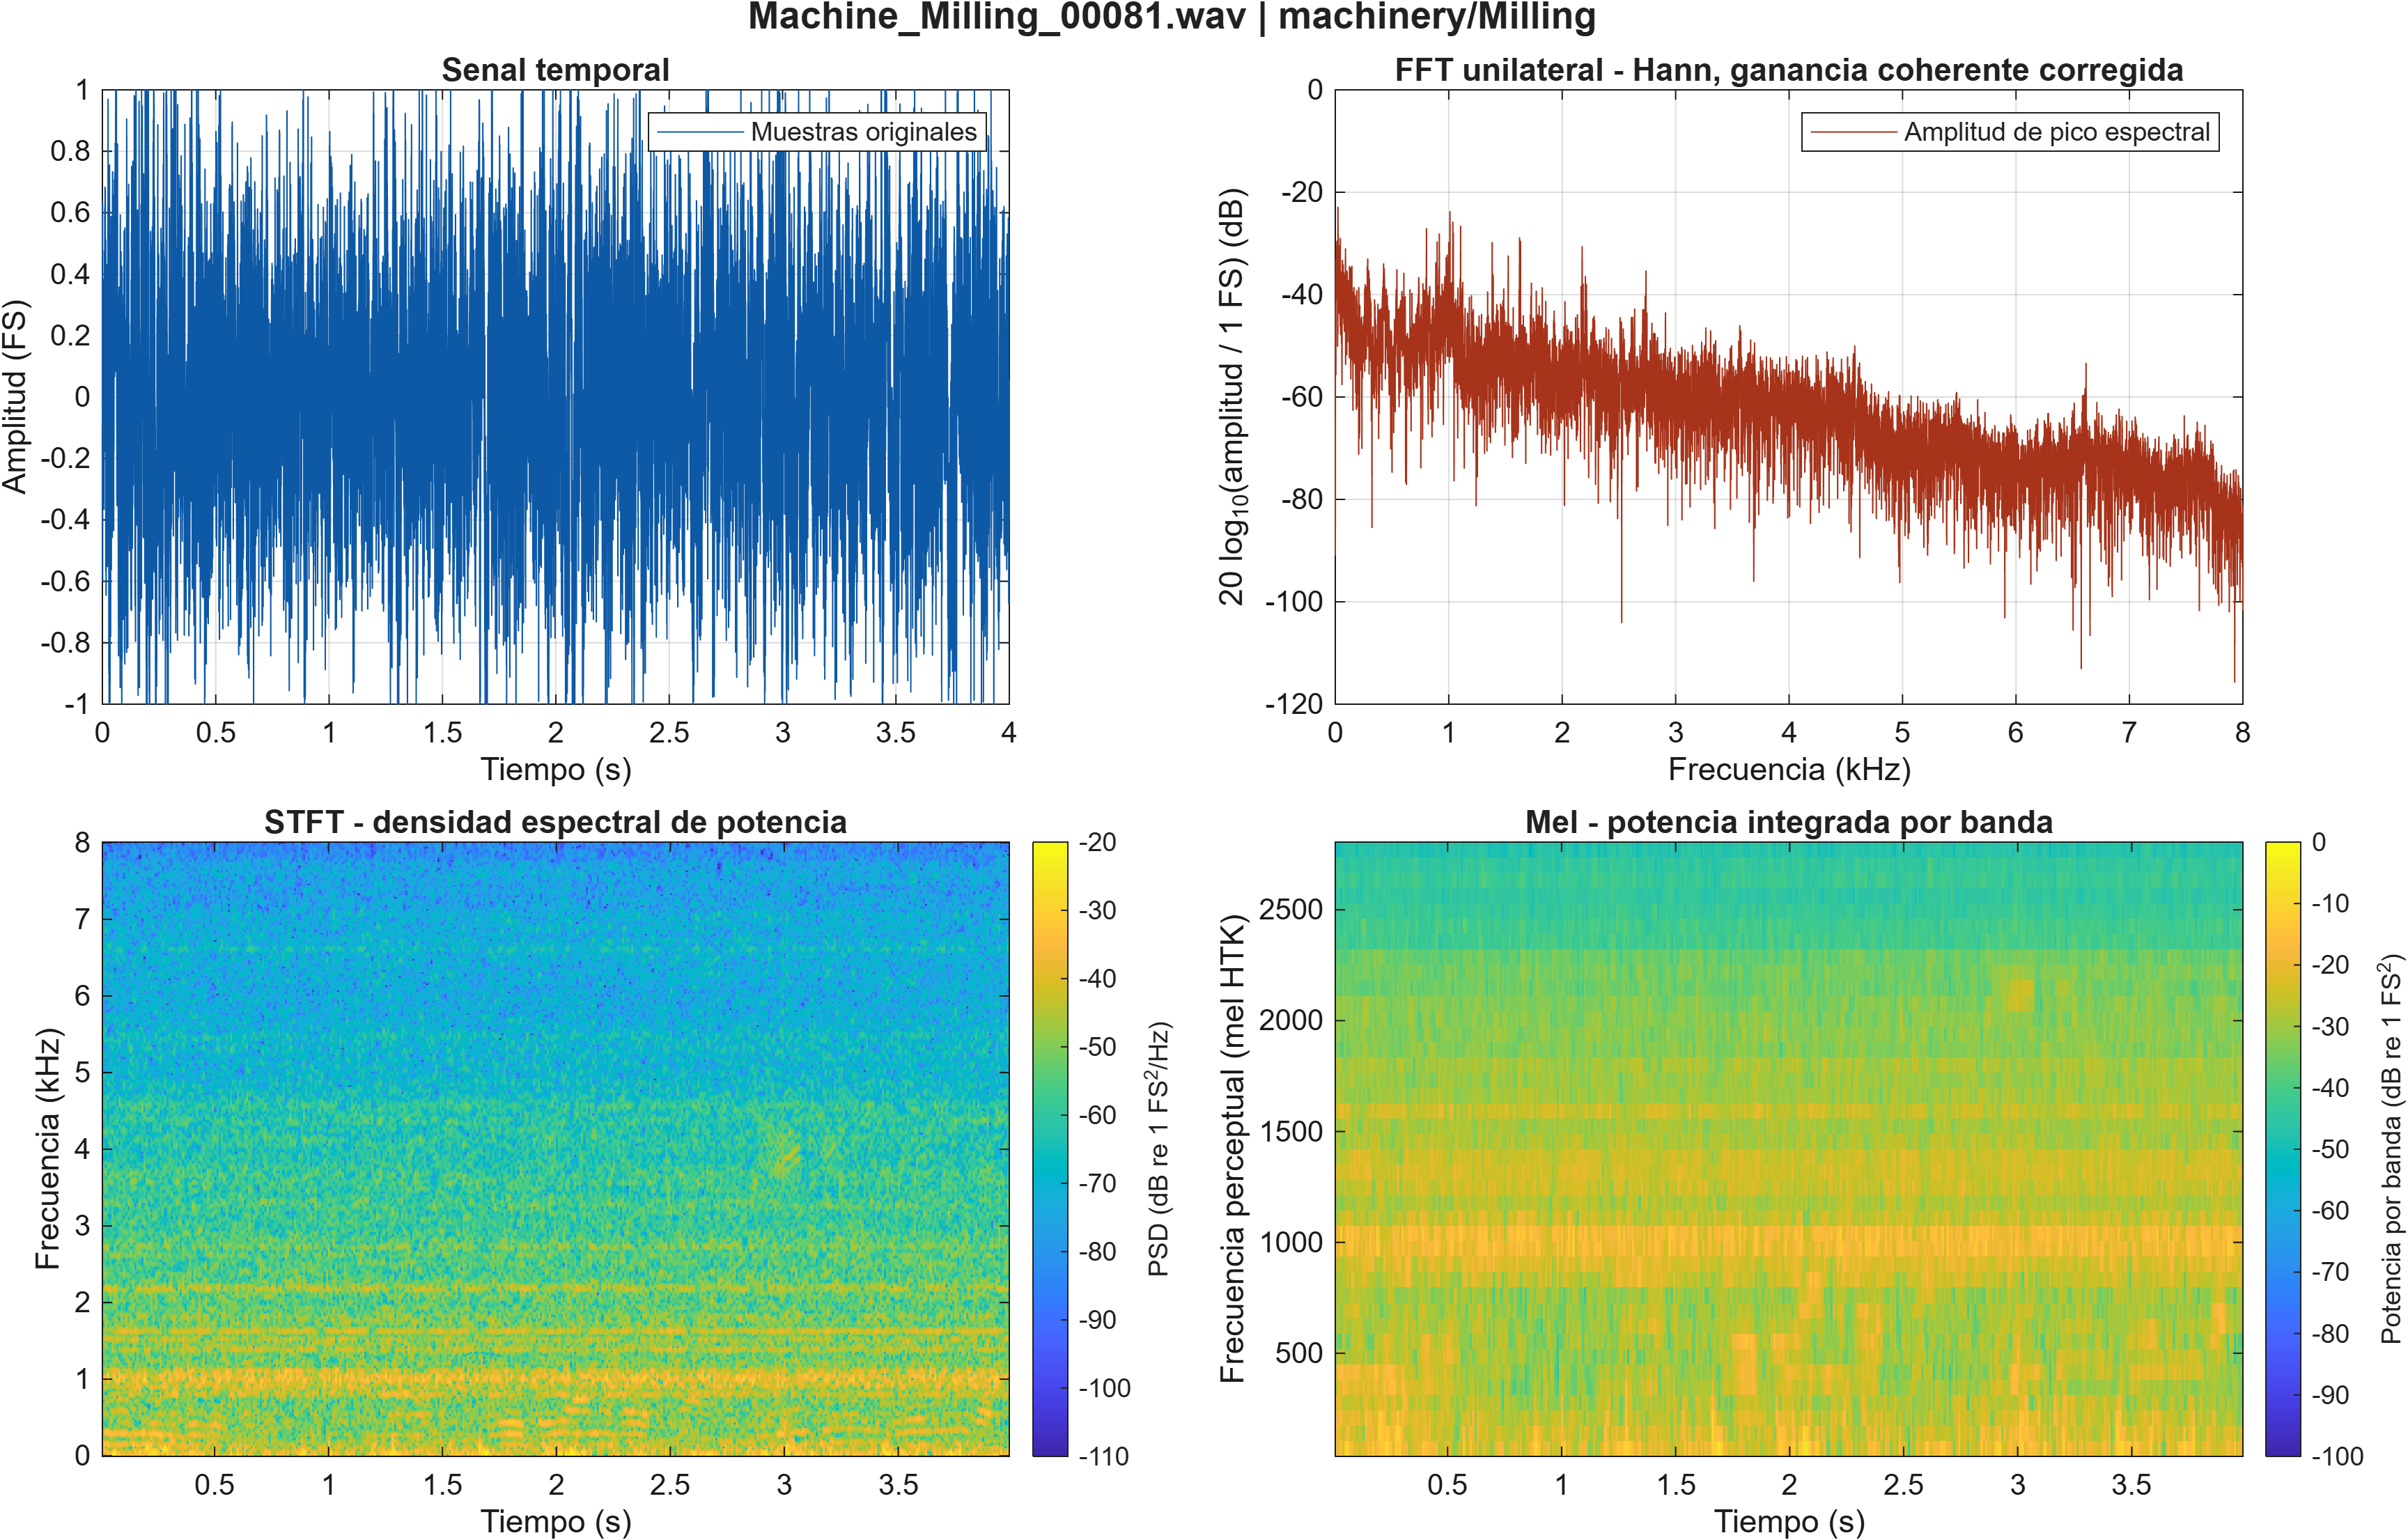 Machine_Milling_00081.wav | machinery/Milling
Senal temporal
Amplitud (FS)
1
0.8
0.6
0.4
0.2
0
-0.2
-0.4
-0.6
-0.8
-1
Muestras originales
0 0.5 1 1.5 2 2.5 3 3.5 4
Tiempo (s)
FFT unilateral - Hann, ganancia coherente corregida
20 log10(amplitud / 1 FS) (dB)
0
-20
-40
-60
-80
-100
-120
Amplitud de pico espectral
0 1 2 3 4 5 6 7 8
Frecuencia (kHz)
STFT - densidad espectral de potencia
Frecuencia (kHz)
8
7
6
5
4
3
2
1
0
0.5 1 1.5 2 2.5 3 3.5
Tiempo (s)
-20
-30
-40
-50
-60
-70
-80
-90
-100
-110
PSD (dB re 1 FS²/Hz)
Mel - potencia integrada por banda
Frecuencia perceptual (mel HTK)
2500
2000
1500
1000
500
0.5 1 1.5 2 2.5 3 3.5
Tiempo (s)
0
-10
-20
-30
-40
-50
-60
-70
-80
-90
-100
Potencia por banda (dB re 1 FS²)